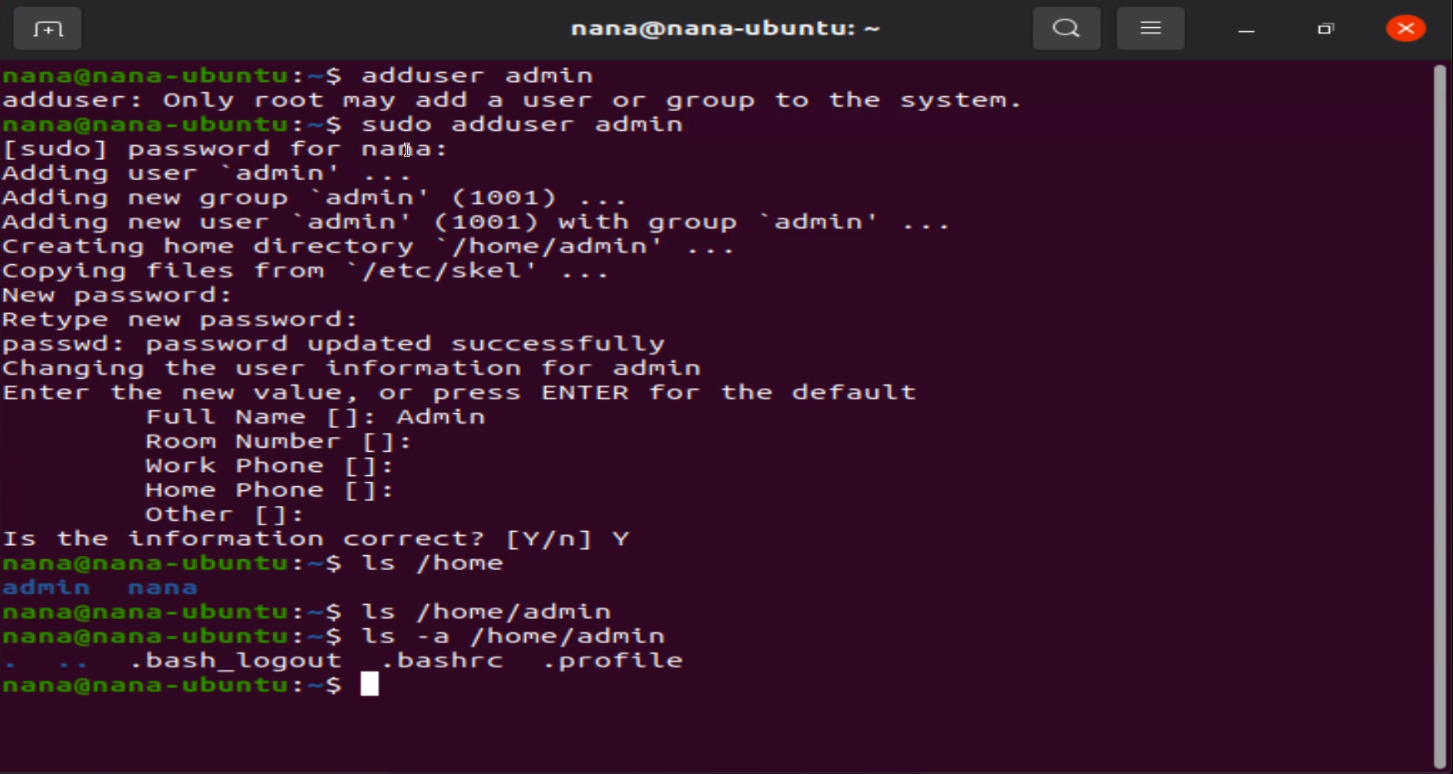 nana@nana-ubuntu: ~
nana@nana-ubuntu:~$ adduser admin
adduser: Only root may add a user or group to the system.
nana@nana-ubuntu:~$ sudo adduser admin
[sudo] password for nana:
Adding user `admin' ...
Adding new group `admin' (1001) ...
Adding new user `admin' (1001) with group `admin' ...
Creating home directory `/home/admin' ...
Copying files from `/etc/skel' ...
New password:
Retype new password:
passwd: password updated successfully
Changing the user information for admin
Enter the new value, or press ENTER for the default
        Full Name []: Admin
        Room Number []:
        Work Phone []:
        Home Phone []:
        Other []:
Is the information correct? [Y/n] Y
nana@nana-ubuntu:~$ ls /home
admin  nana
nana@nana-ubuntu:~$ ls /home/admin
nana@nana-ubuntu:~$ ls -a /home/admin
.  ..  .bash_logout  .bashrc  .profile
nana@nana-ubuntu:~$